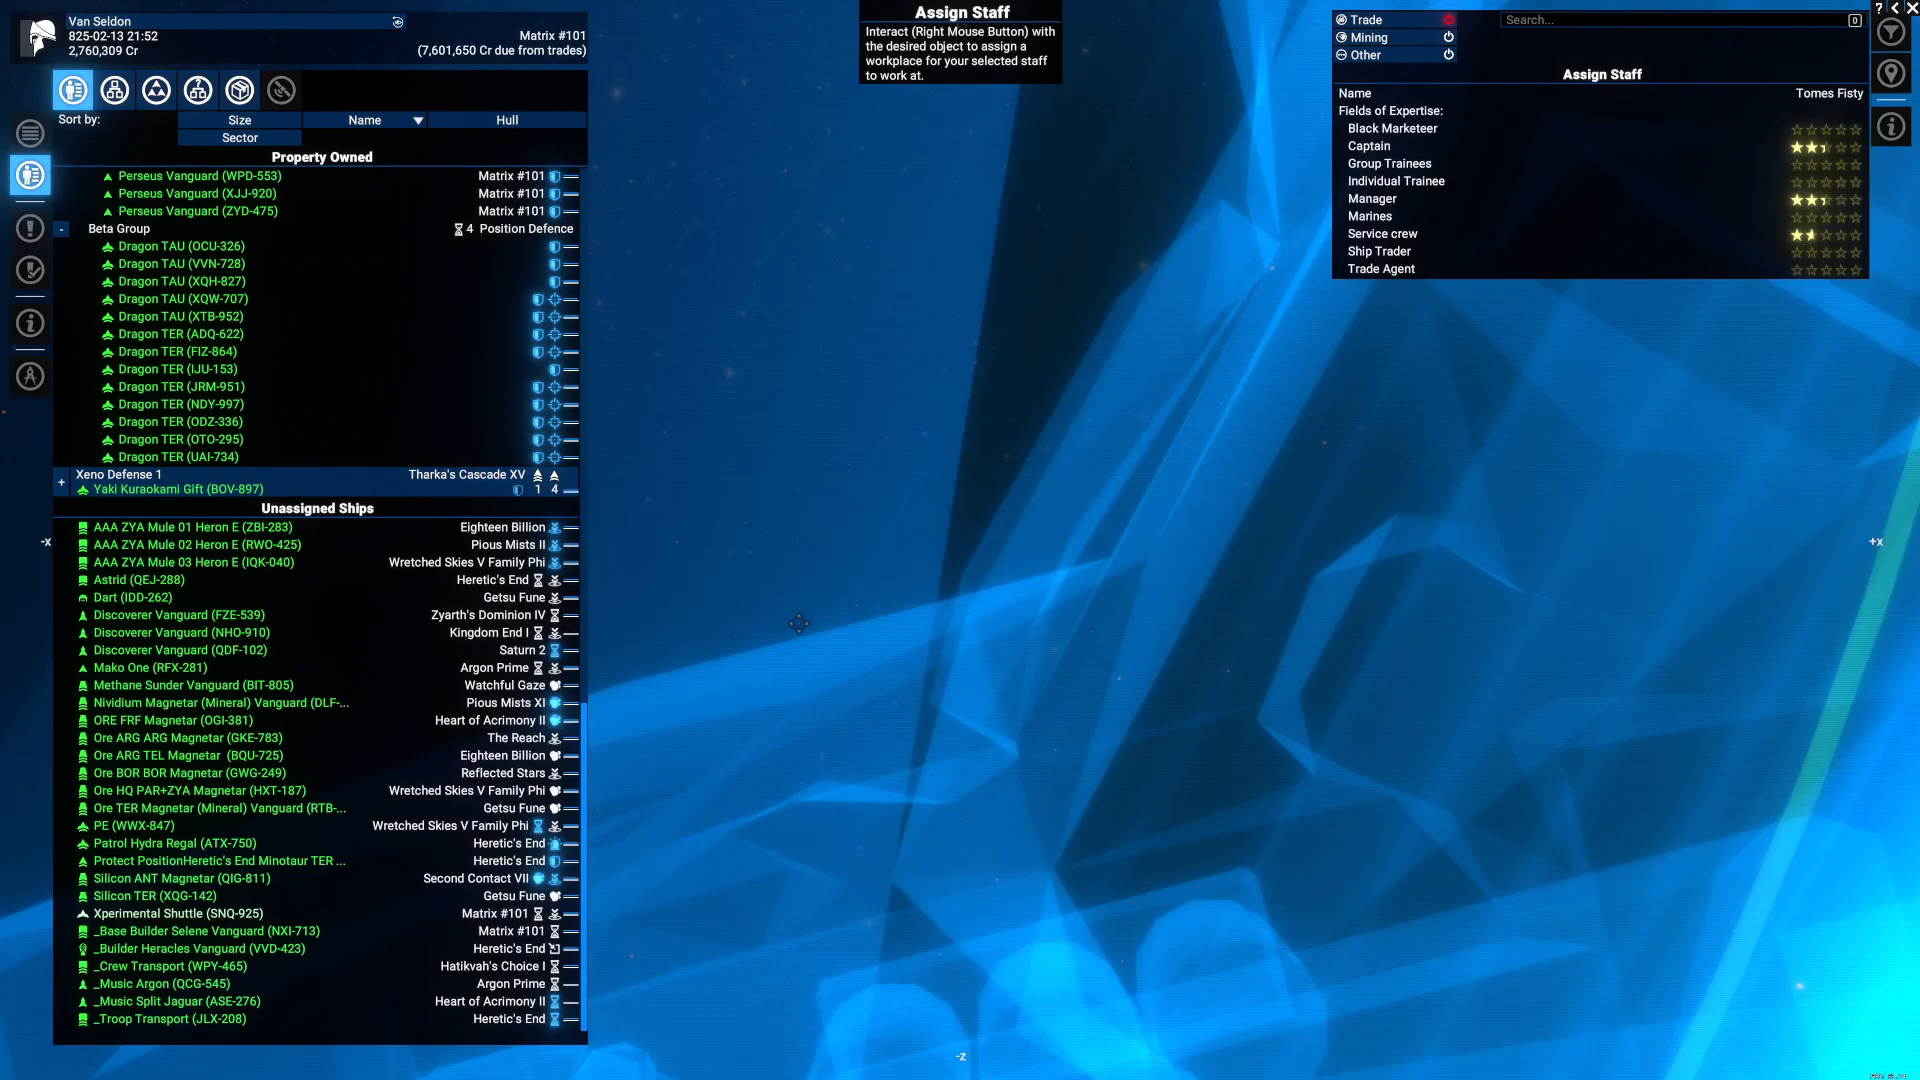 Van Seldon
825-02-13 21:52
Matrix #101
2,760,309 Cr
(7,601,650 Cr due from trades)
Sort by:
Size
Name
Hull
Sector
Property Owned
Perseus Vanguard (WPD-553) Matrix #101
Perseus Vanguard (XJJ-920) Matrix #101
Perseus Vanguard (ZYD-475) Matrix #101
- Beta Group 4 Position Defence
Dragon TAU (OCU-326)
Dragon TAU (VVN-728)
Dragon TAU (XQH-827)
Dragon TAU (XQW-707)
Dragon TAU (XTB-952)
Dragon TER (ADQ-622)
Dragon TER (FIZ-864)
Dragon TER (IJU-153)
Dragon TER (JRM-951)
Dragon TER (NDY-997)
Dragon TER (ODZ-336)
Dragon TER (OTO-295)
Dragon TER (UAI-734)
+ Xeno Defense 1 Tharka's Cascade XV
Yaki Kuraokami Gift (BOV-897) 1 4
Unassigned Ships
AAA ZYA Mule 01 Heron E (ZBI-283) Eighteen Billion
AAA ZYA Mule 02 Heron E (RWO-425) Pious Mists II
AAA ZYA Mule 03 Heron E (IQK-040) Wretched Skies V Family Phi
Astrid (QEJ-288) Heretic's End
Dart (IDD-262) Getsu Fune
Discoverer Vanguard (FZE-539) Zyarth's Dominion IV
Discoverer Vanguard (NHO-910) Kingdom End I
Discoverer Vanguard (QDF-102) Saturn 2
Mako One (RFX-281) Argon Prime
Methane Sunder Vanguard (BIT-805) Watchful Gaze
Nividium Magnetar (Mineral) Vanguard (DLF-... Pious Mists XI
ORE FRF Magnetar (OGI-381) Heart of Acrimony II
Ore ARG ARG Magnetar (GKE-783) The Reach
Ore ARG TEL Magnetar (BQU-725) Eighteen Billion
Ore BOR BOR Magnetar (GWG-249) Reflected Stars
Ore HQ PAR+ZYA Magnetar (HXT-187) Wretched Skies V Family Phi
Ore TER Magnetar (Mineral) Vanguard (RTB-... Getsu Fune
PE (WWX-847) Wretched Skies V Family Phi
Patrol Hydra Regal (ATX-750) Heretic's End
Protect PositionHeretic's End Minotaur TER ... Heretic's End
Silicon ANT Magnetar (QIG-811) Second Contact VII
Silicon TER (XQG-142) Getsu Fune
Xperimental Shuttle (SNQ-925) Matrix #101
_Base Builder Selene Vanguard (NXI-713) Matrix #101
_Builder Heracles Vanguard (VVD-423) Heretic's End
_Crew Transport (WPY-465) Hatikvah's Choice I
_Music Argon (QCG-545) Argon Prime
_Music Split Jaguar (ASE-276) Heart of Acrimony II
_Troop Transport (JLX-208) Heretic's End
Assign Staff
Interact (Right Mouse Button) with
the desired object to assign a
workplace for your selected staff
to work at.
-x
+x
-z
Trade
Mining
Other
Search...
0
?
Assign Staff
Name Tomes Fisty
Fields of Expertise:
Black Marketeer
Captain
Group Trainees
Individual Trainee
Manager
Marines
Service crew
Ship Trader
Trade Agent